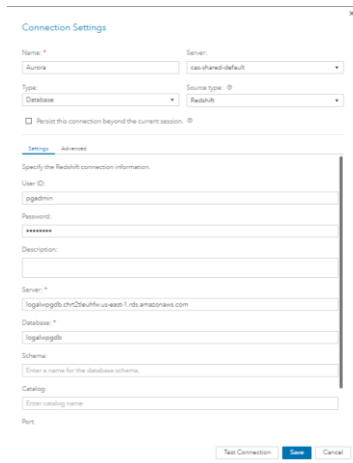 Connection Settings
Name: *
Server:
Aurora
cas-shared-default
Type:
Source type:
Database
Redshift
Persist this connection beyond the current session.
Settings Advanced
Specify the Redshift connection information.
User ID:
pgadmin
Password:
••••••••
Description:
Server: *
Database: *
logalwpgdb
Schema:
Enter a name for the database schema.
Catalog:
Enter catalog name
Port:
Test Connection Save Cancel